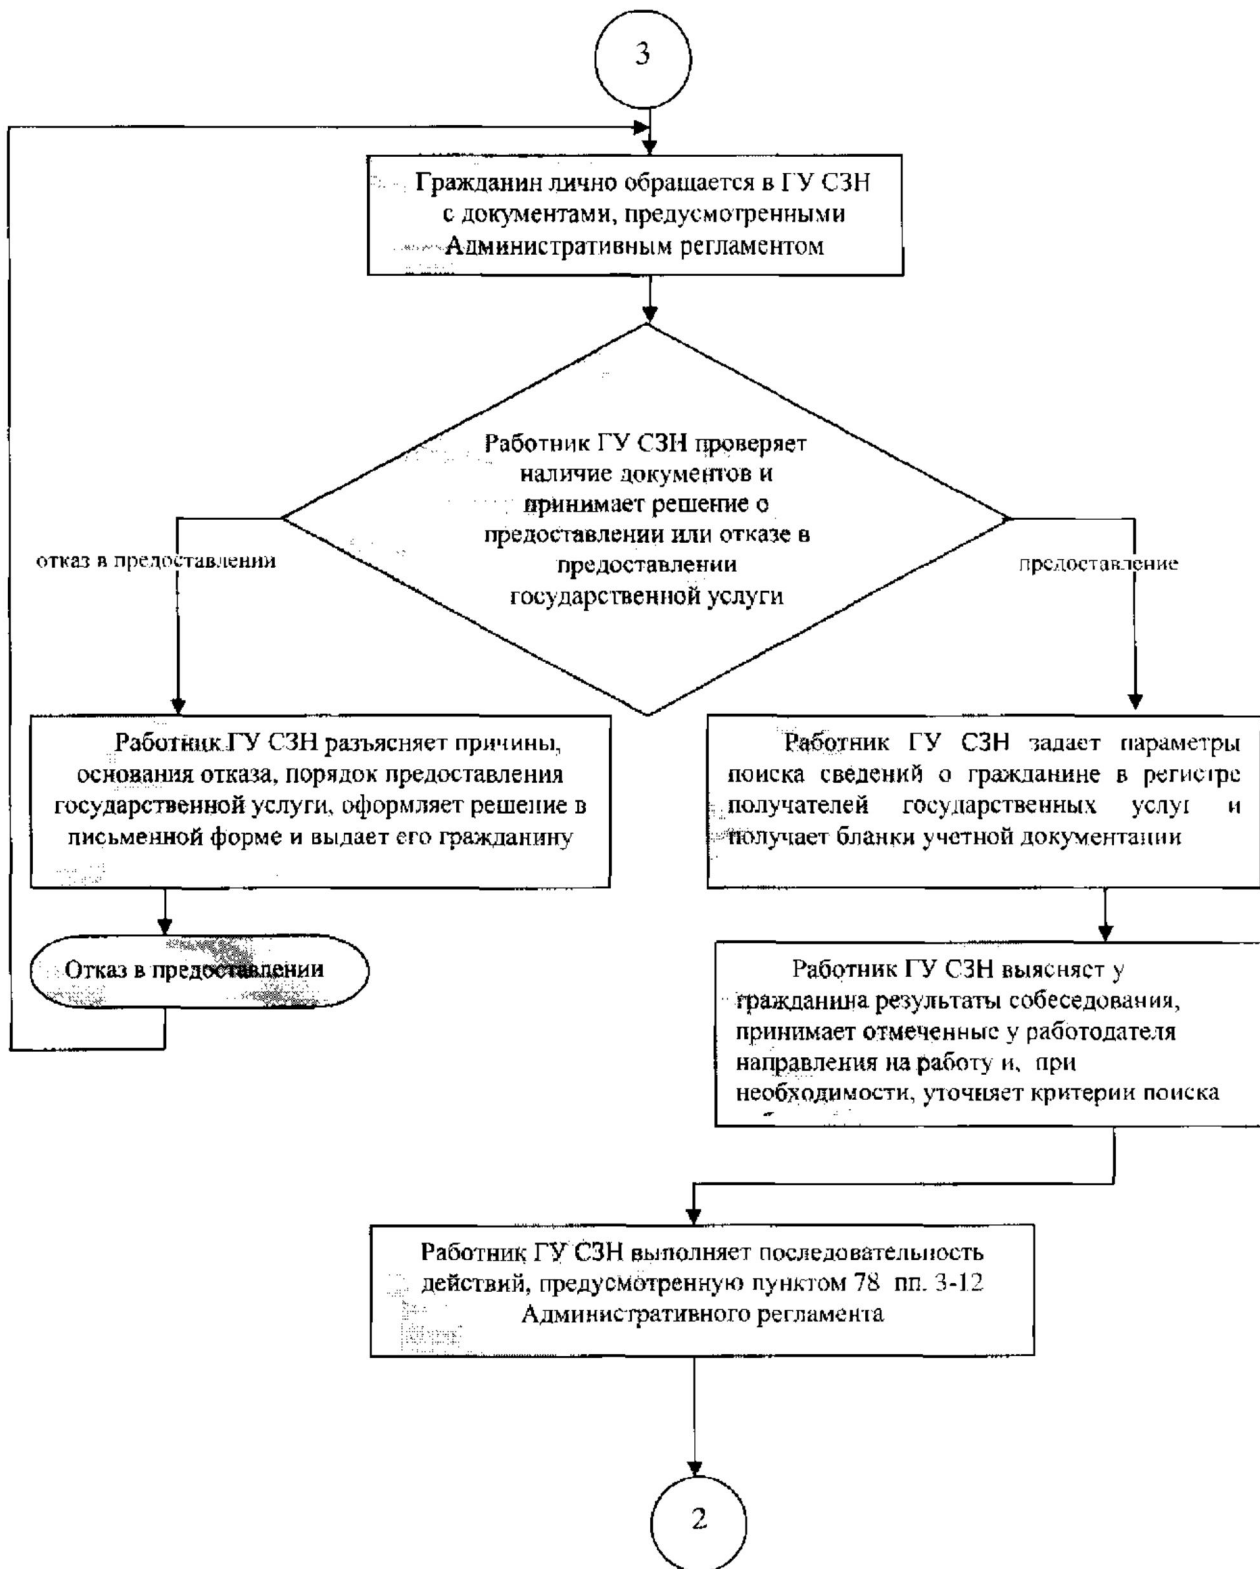 3
Гражданин лично обращается в ГУ СЗН
с документами, предусмотренными
Административным регламентом
Работник ГУ СЗН проверяет
наличие документов и
принимает решение о
предоставлении или отказе в
предоставлении
государственной услуги
отказ в предоставлении
предоставление
Работник ГУ СЗН разъясняет причины,
основания отказа, порядок предоставления
государственной услуги, оформляет решение в
письменной форме и выдает его гражданину
Работник ГУ СЗН задает параметры
поиска сведений о гражданине в регистре
получателей государственных услуг и
получает бланки учетной документации
Отказ в предоставлении
Работник ГУ СЗН выясняет у
гражданина результаты собеседования,
принимает отмеченные у работодателя
направления на работу и, при
необходимости, уточняет критерии поиска
Работник ГУ СЗН выполняет последовательность
действий, предусмотренную пунктом 78 пп. 3-12
Административного регламента
2